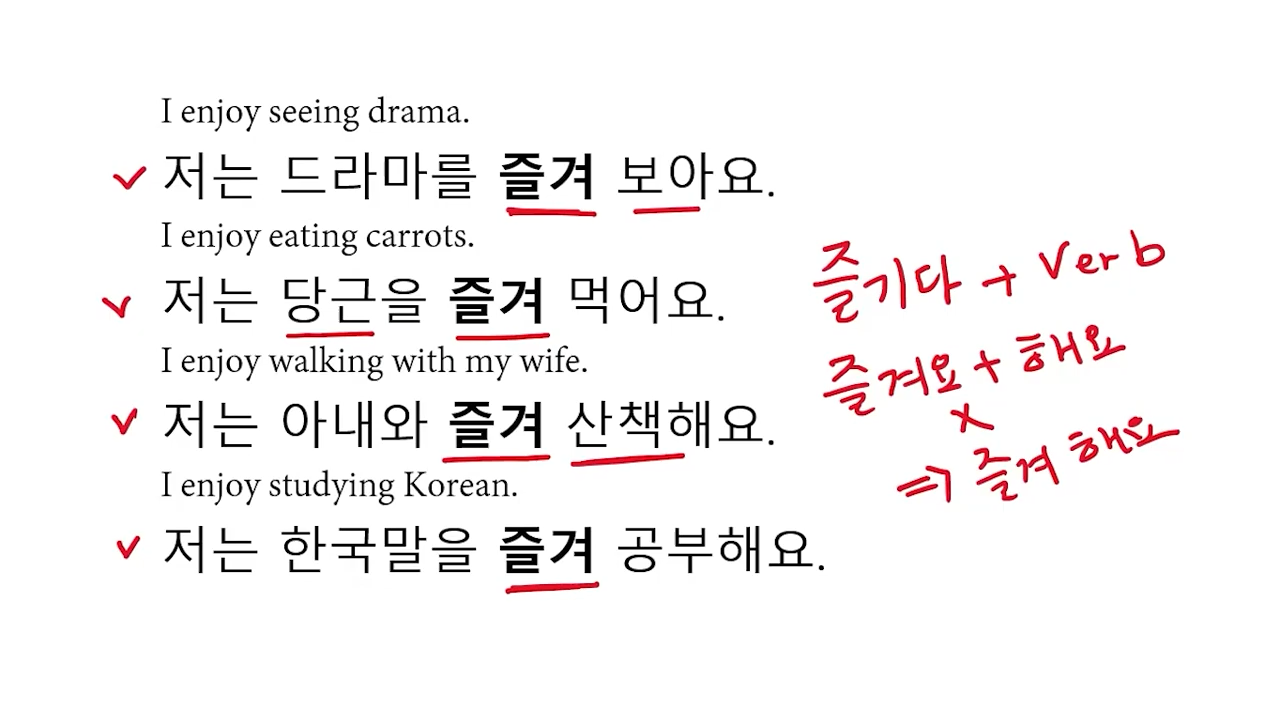 I enjoy seeing drama.
저는 드라마를 즐겨 보아요.
I enjoy eating carrots.
저는 당근을 즐겨 먹어요.
I enjoy walking with my wife.
저는 아내와 즐겨 산책해요.
I enjoy studying Korean.
저는 한국말을 즐겨 공부해요.
즐기다 + Verb
즐겨요 + 해요
x
=> 즐겨 해요